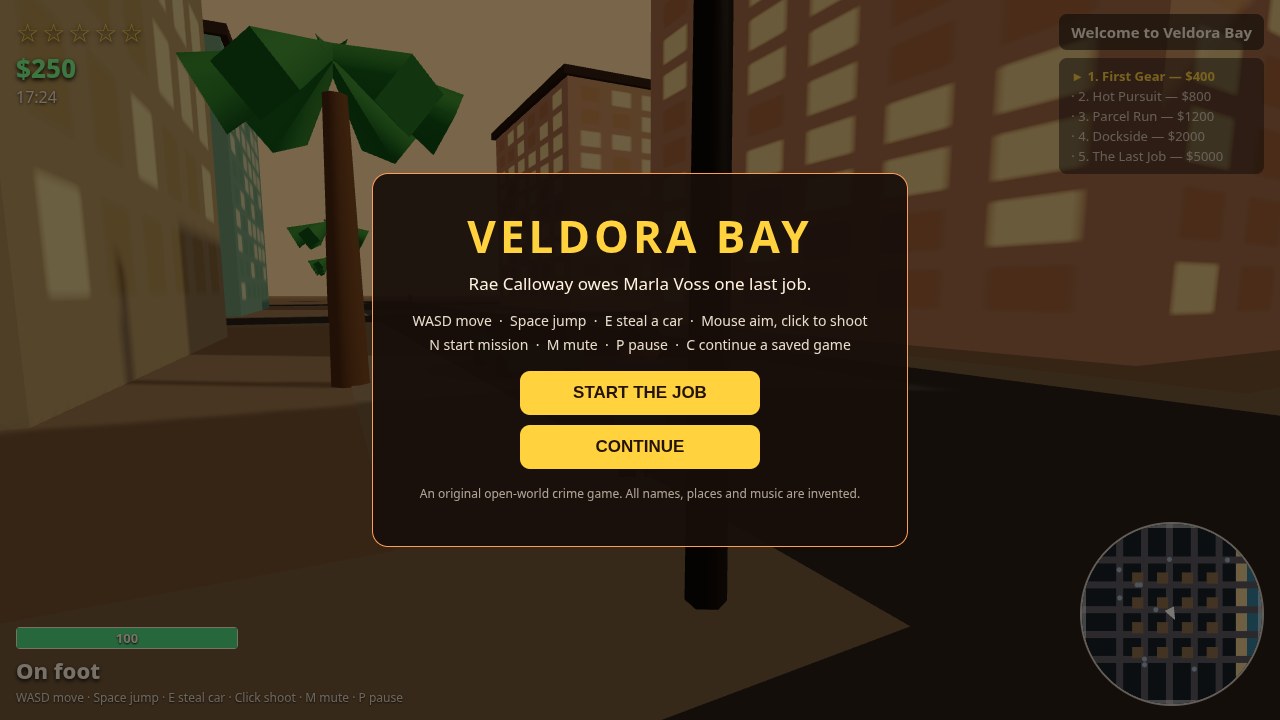 ☆☆☆☆☆
$250
17:24
Welcome to Veldora Bay
► 1. First Gear — $400
· 2. Hot Pursuit — $800
· 3. Parcel Run — $1200
· 4. Dockside — $2000
· 5. The Last Job — $5000
VELDORA BAY
Rae Calloway owes Marla Voss one last job.
WASD move · Space jump · E steal a car · Mouse aim, click to shoot
N start mission · M mute · P pause · C continue a saved game
START THE JOB
CONTINUE
An original open-world crime game. All names, places and music are invented.
100
On foot
WASD move · Space jump · E steal car · Click shoot · M mute · P pause